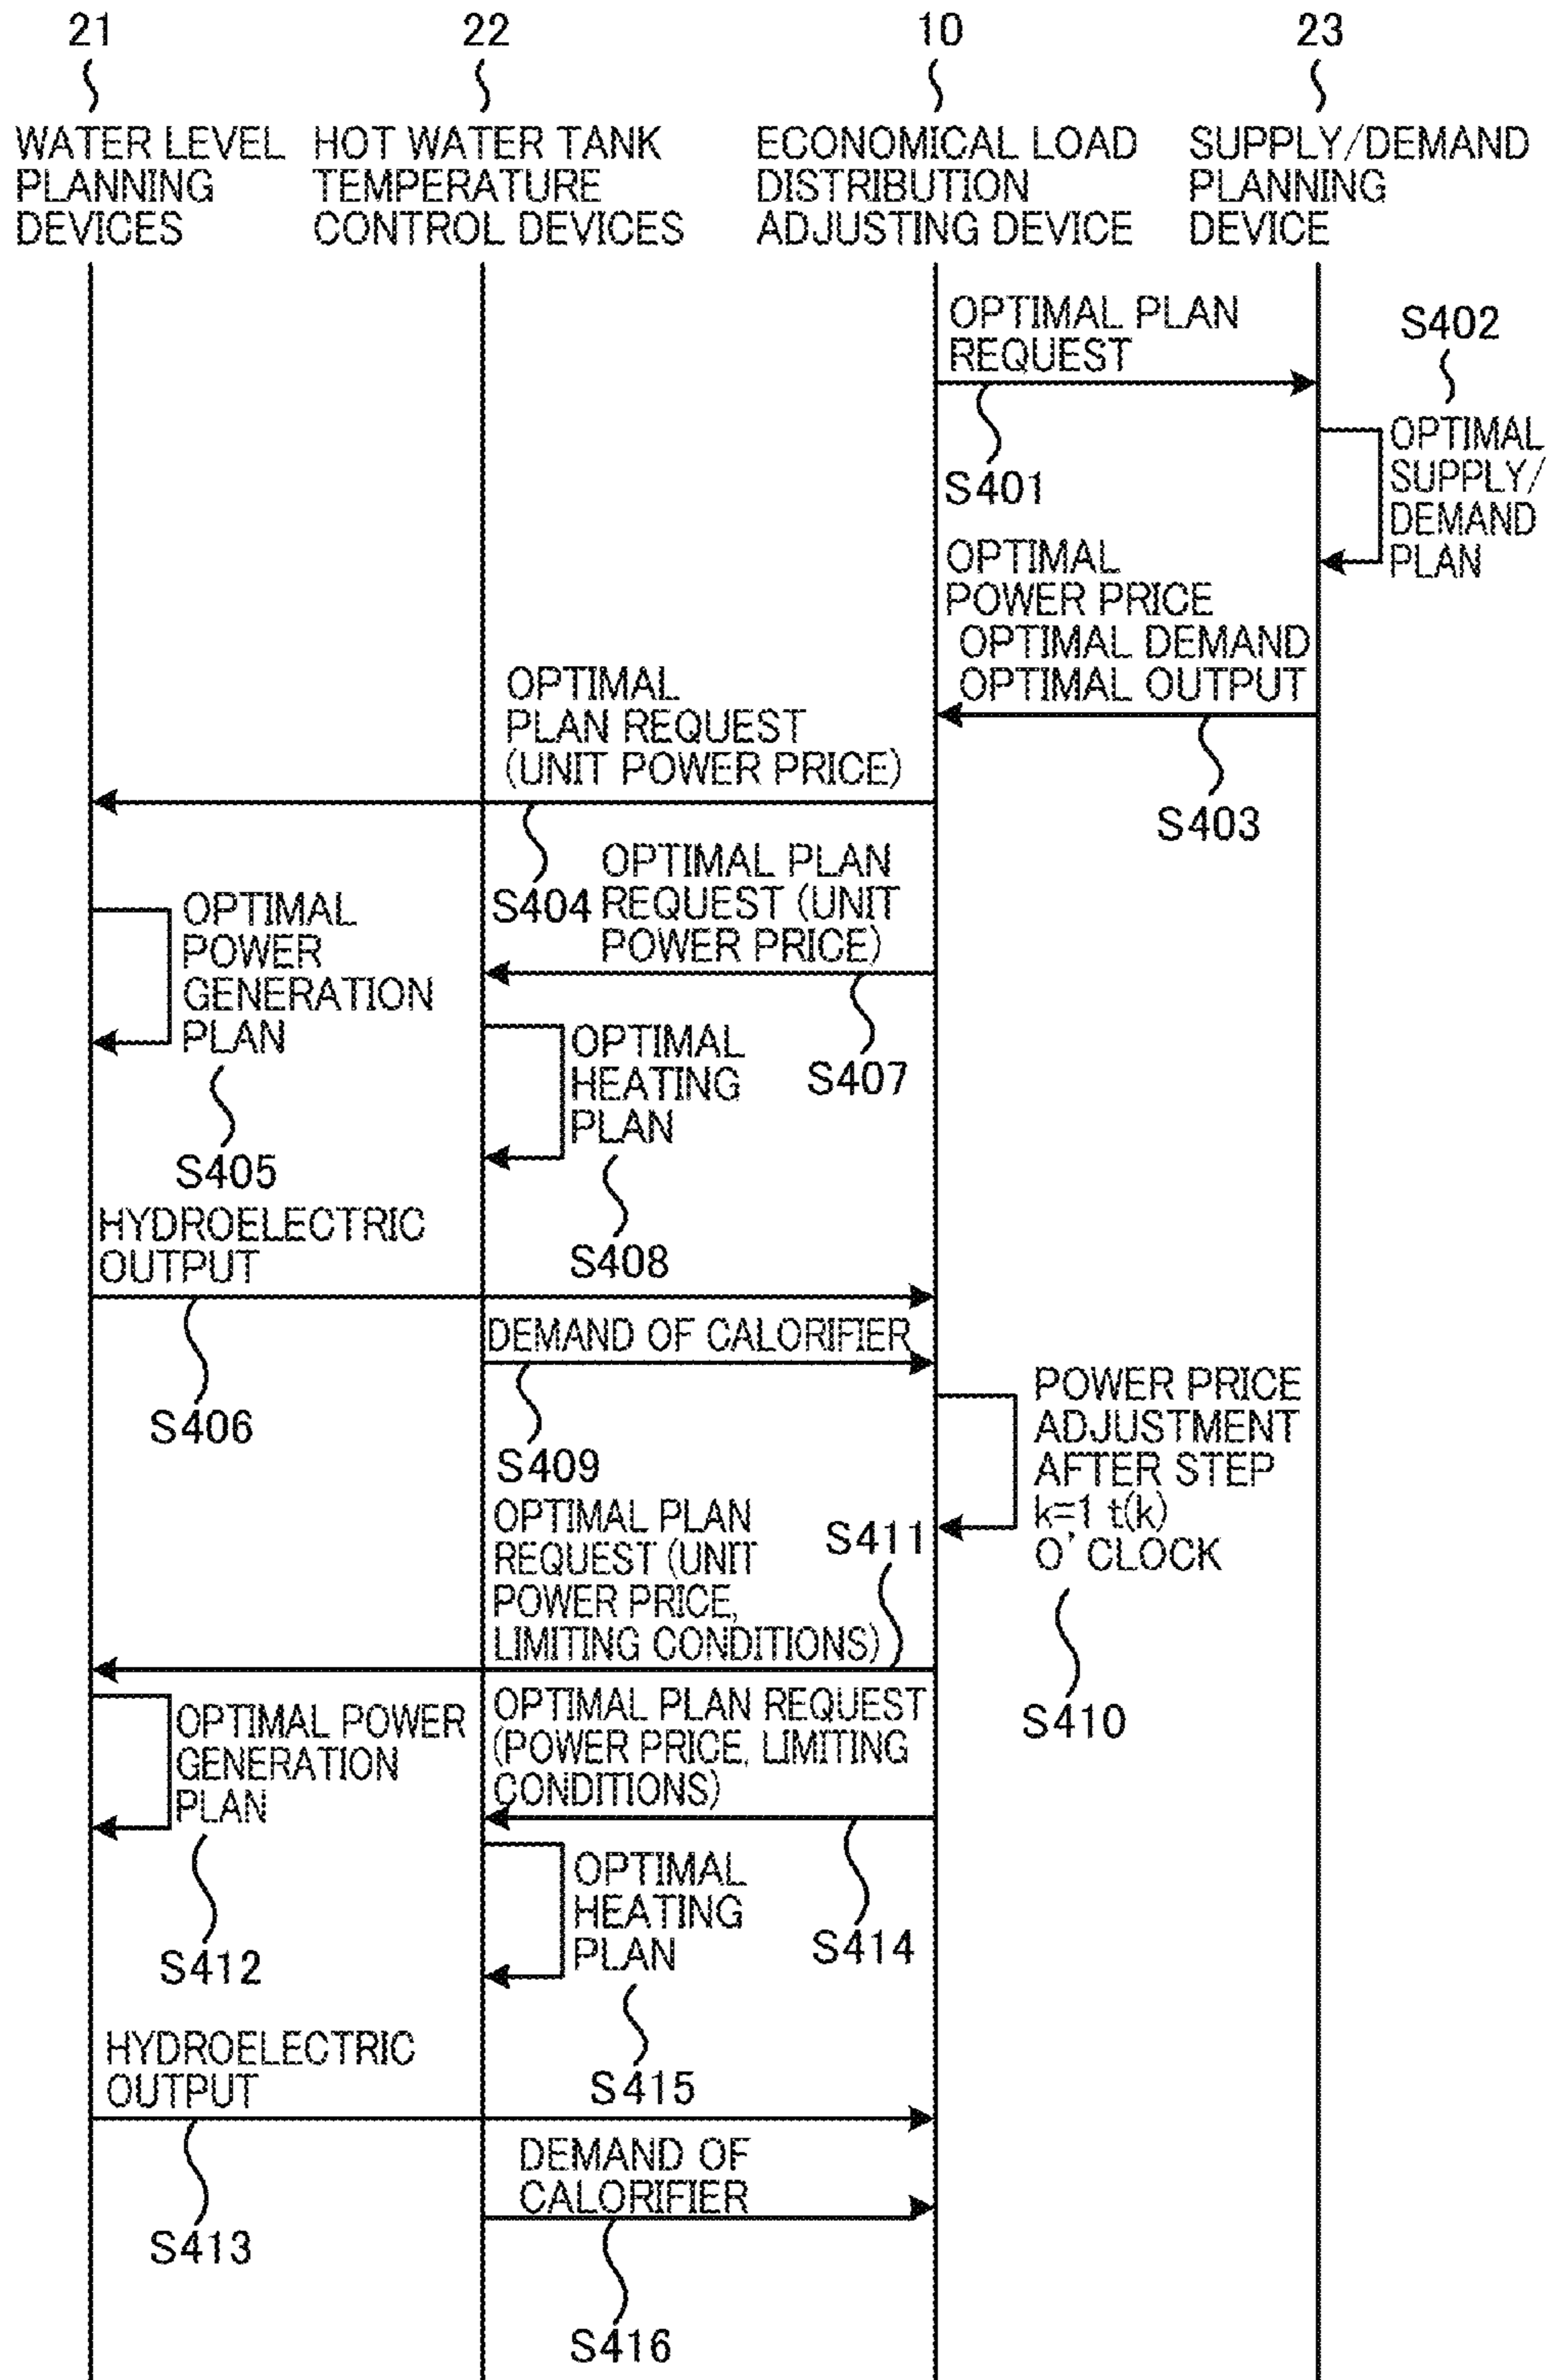 21
22
10
23
WATER LEVEL
PLANNING
DEVICES
HOT WATER TANK
TEMPERATURE
CONTROL DEVICES
ECONOMICAL LOAD
DISTRIBUTION
ADJUSTING DEVICE
SUPPLY/DEMAND
PLANNING
DEVICE
OPTIMAL PLAN
REQUEST
S401
S402
OPTIMAL
SUPPLY/
DEMAND
PLAN
OPTIMAL
POWER PRICE
OPTIMAL DEMAND
OPTIMAL OUTPUT
S403
OPTIMAL
PLAN REQUEST
(UNIT POWER PRICE)
S404
OPTIMAL PLAN
REQUEST (UNIT
POWER PRICE)
S407
OPTIMAL
POWER
GENERATION
PLAN
S405
OPTIMAL
HEATING
PLAN
S408
HYDROELECTRIC
OUTPUT
S406
DEMAND OF CALORIFIER
S409
POWER PRICE
ADJUSTMENT
AFTER STEP
k=1 t(k)
O' CLOCK
S410
OPTIMAL PLAN
REQUEST (UNIT
POWER PRICE,
LIMITING CONDITIONS)
S411
OPTIMAL POWER
GENERATION
PLAN
S412
OPTIMAL PLAN REQUEST
(POWER PRICE, LIMITING
CONDITIONS)
S414
OPTIMAL
HEATING
PLAN
S415
HYDROELECTRIC
OUTPUT
S413
DEMAND OF
CALORIFIER
S416